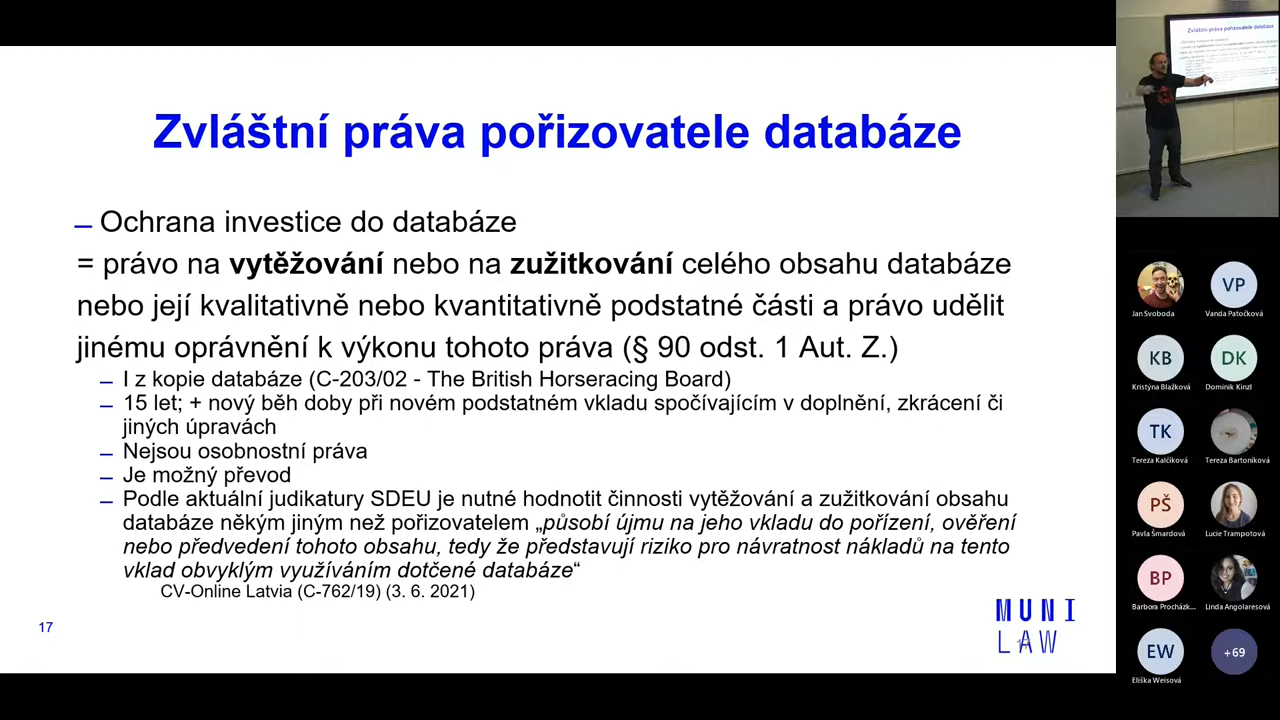 Zvláštní práva pořizovatele databáze
– Ochrana investice do databáze
= právo na vytěžování nebo na zužitkování celého obsahu databáze
nebo její kvalitativně nebo kvantitativně podstatné části a právo udělit
jinému oprávnění k výkonu tohoto práva (§ 90 odst. 1 Aut. Z.)
– I z kopie databáze (C-203/02 - The British Horseracing Board)
– 15 let; + nový běh doby při novém podstatném vkladu spočívajícím v doplnění, zkrácení či
jiných úpravách
– Nejsou osobnostní práva
– Je možný převod
– Podle aktuální judikatury SDEU je nutné hodnotit činnosti vytěžování a zužitkování obsahu
databáze někým jiným než pořizovatelem „působí újmu na jeho vkladu do pořízení, ověření
nebo předvedení tohoto obsahu, tedy že představují riziko pro návratnost nákladů na tento
vklad obvyklým využíváním dotčené databáze“
CV-Online Latvia (C-762/19) (3. 6. 2021)
17
MUNI
LAW
Zvláštní práva pořizovatele databáze
Jan Svoboda
VP
Vanda Patočková
KB
Kristýna Blažková
DK
Dominik Kinzl
TK
Tereza Kalčíková
Tereza Bartoníková
PŠ
Pavla Šmardová
Lucie Trampotová
BP
Barbora Procházk...
Linda Angolaresová
EW
Eliška Weisová
+69